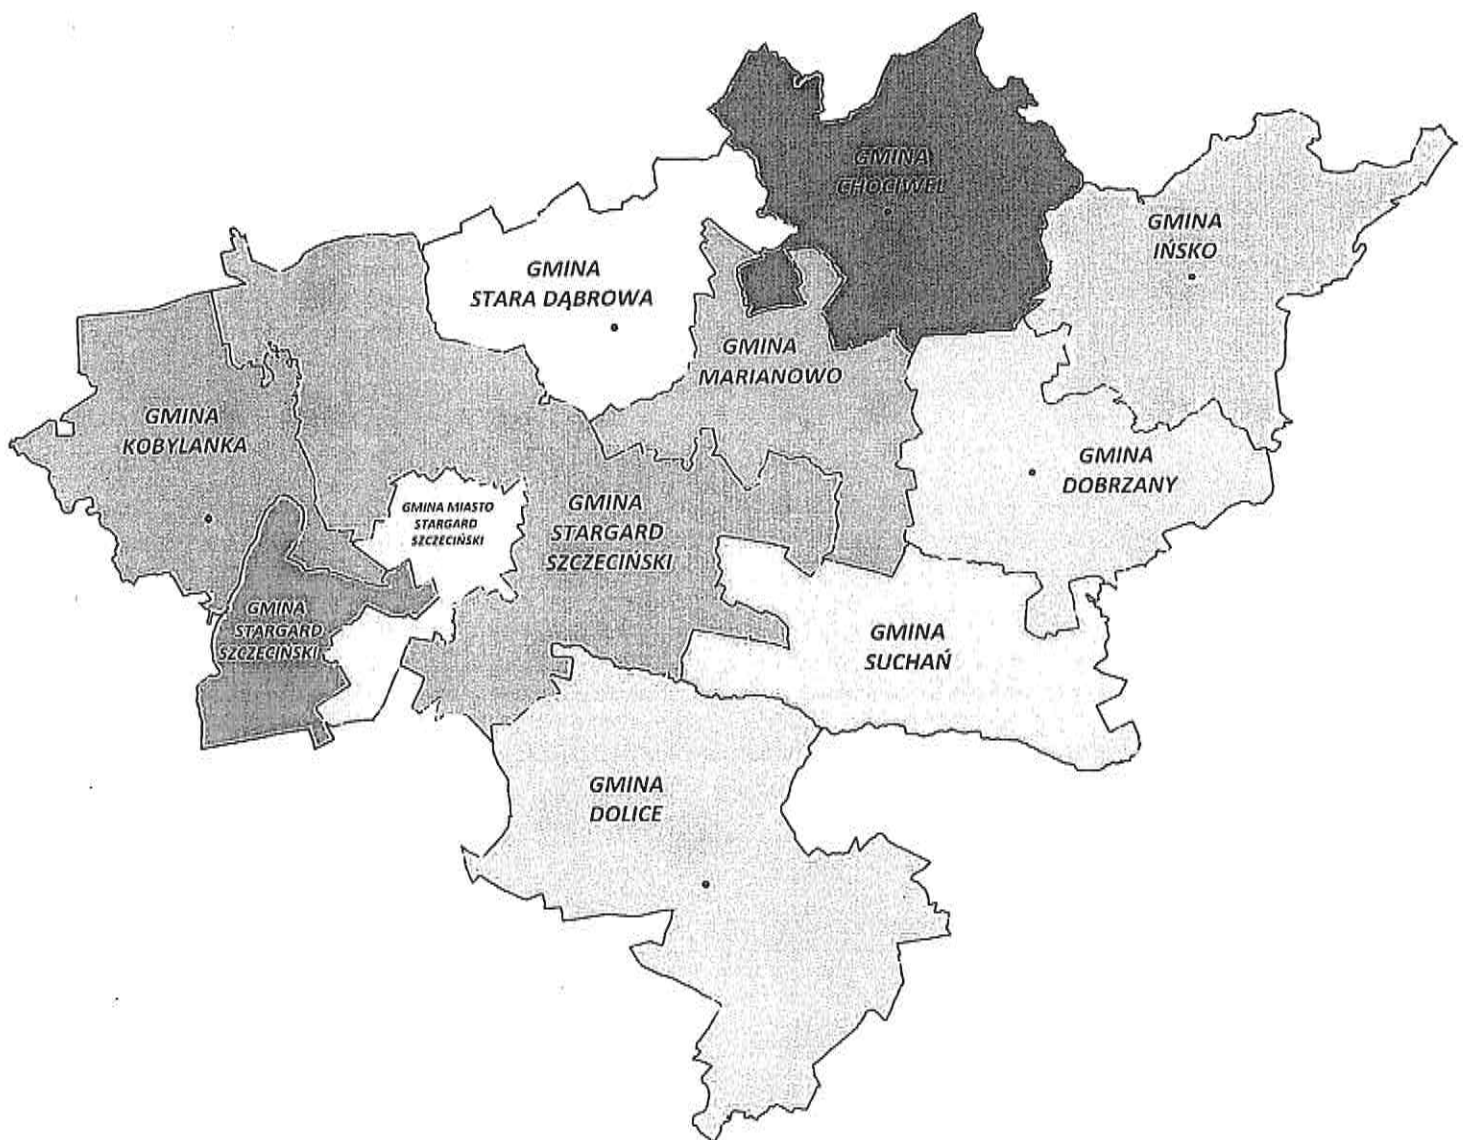 GMINA
CHOCIWEL
GMINA
IŃSKO
GMINA
STARA DĄBROWA
GMINA
MARIANOWO
GMINA
KOBYLANKA
GMINA
DOBRZANY
GMINA MIASTO
STARGARD
SZCZECIŃSKI
GMINA
STARGARD
SZCZECIŃSKI
GMINA
STARGARD
SZCZECIŃSKI
GMINA
SUCHAŃ
GMINA
DOLICE